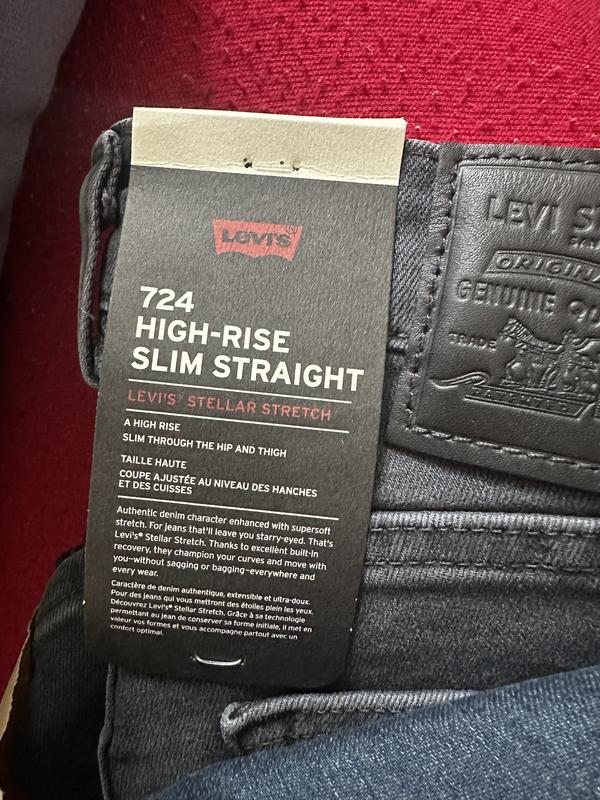 Levi's®
724
HIGH-RISE
SLIM STRAIGHT
LEVI'S® STELLAR STRETCH
A HIGH RISE
SLIM THROUGH THE HIP AND THIGH
TAILLE HAUTE
COUPE AJUSTÉE AU NIVEAU DES HANCHES
ET DES CUISSES
Authentic denim character enhanced with supersoft
stretch. For jeans that'll leave you starry-eyed. That's
Levi's® Stellar Stretch. Thanks to excellent built-in
recovery, they champion your curves and move with
you—without sagging or bagging—everywhere and
every wear.
Caractère de denim authentique, extensible et ultra-doux.
Pour des jeans qui vous mettront des étoiles plein les yeux.
Découvrez Levi's® Stellar Stretch. Grâce à sa technologie
permettant au jean de conserver sa forme initiale, il met en
valeur vos formes et vous accompagne partout avec un
confort optimal.
LEVI S
ORIGINA
GENUINE QU
TRADE
PATENTED